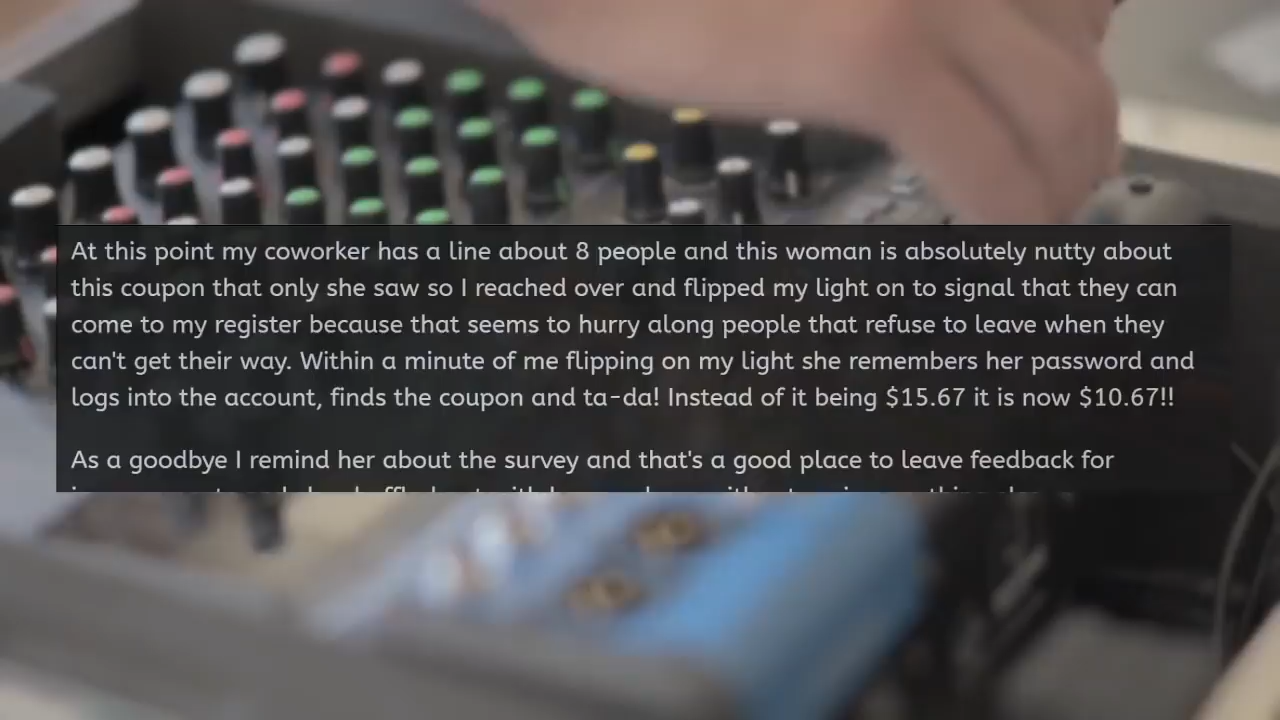 At this point my coworker has a line about 8 people and this woman is absolutely nutty about
this coupon that only she saw so I reached over and flipped my light on to signal that they can
come to my register because that seems to hurry along people that refuse to leave when they
can't get their way. Within a minute of me flipping on my light she remembers her password and
logs into the account, finds the coupon and ta-da! Instead of it being $15.67 it is now $10.67!!
As a goodbye I remind her about the survey and that's a good place to leave feedback for